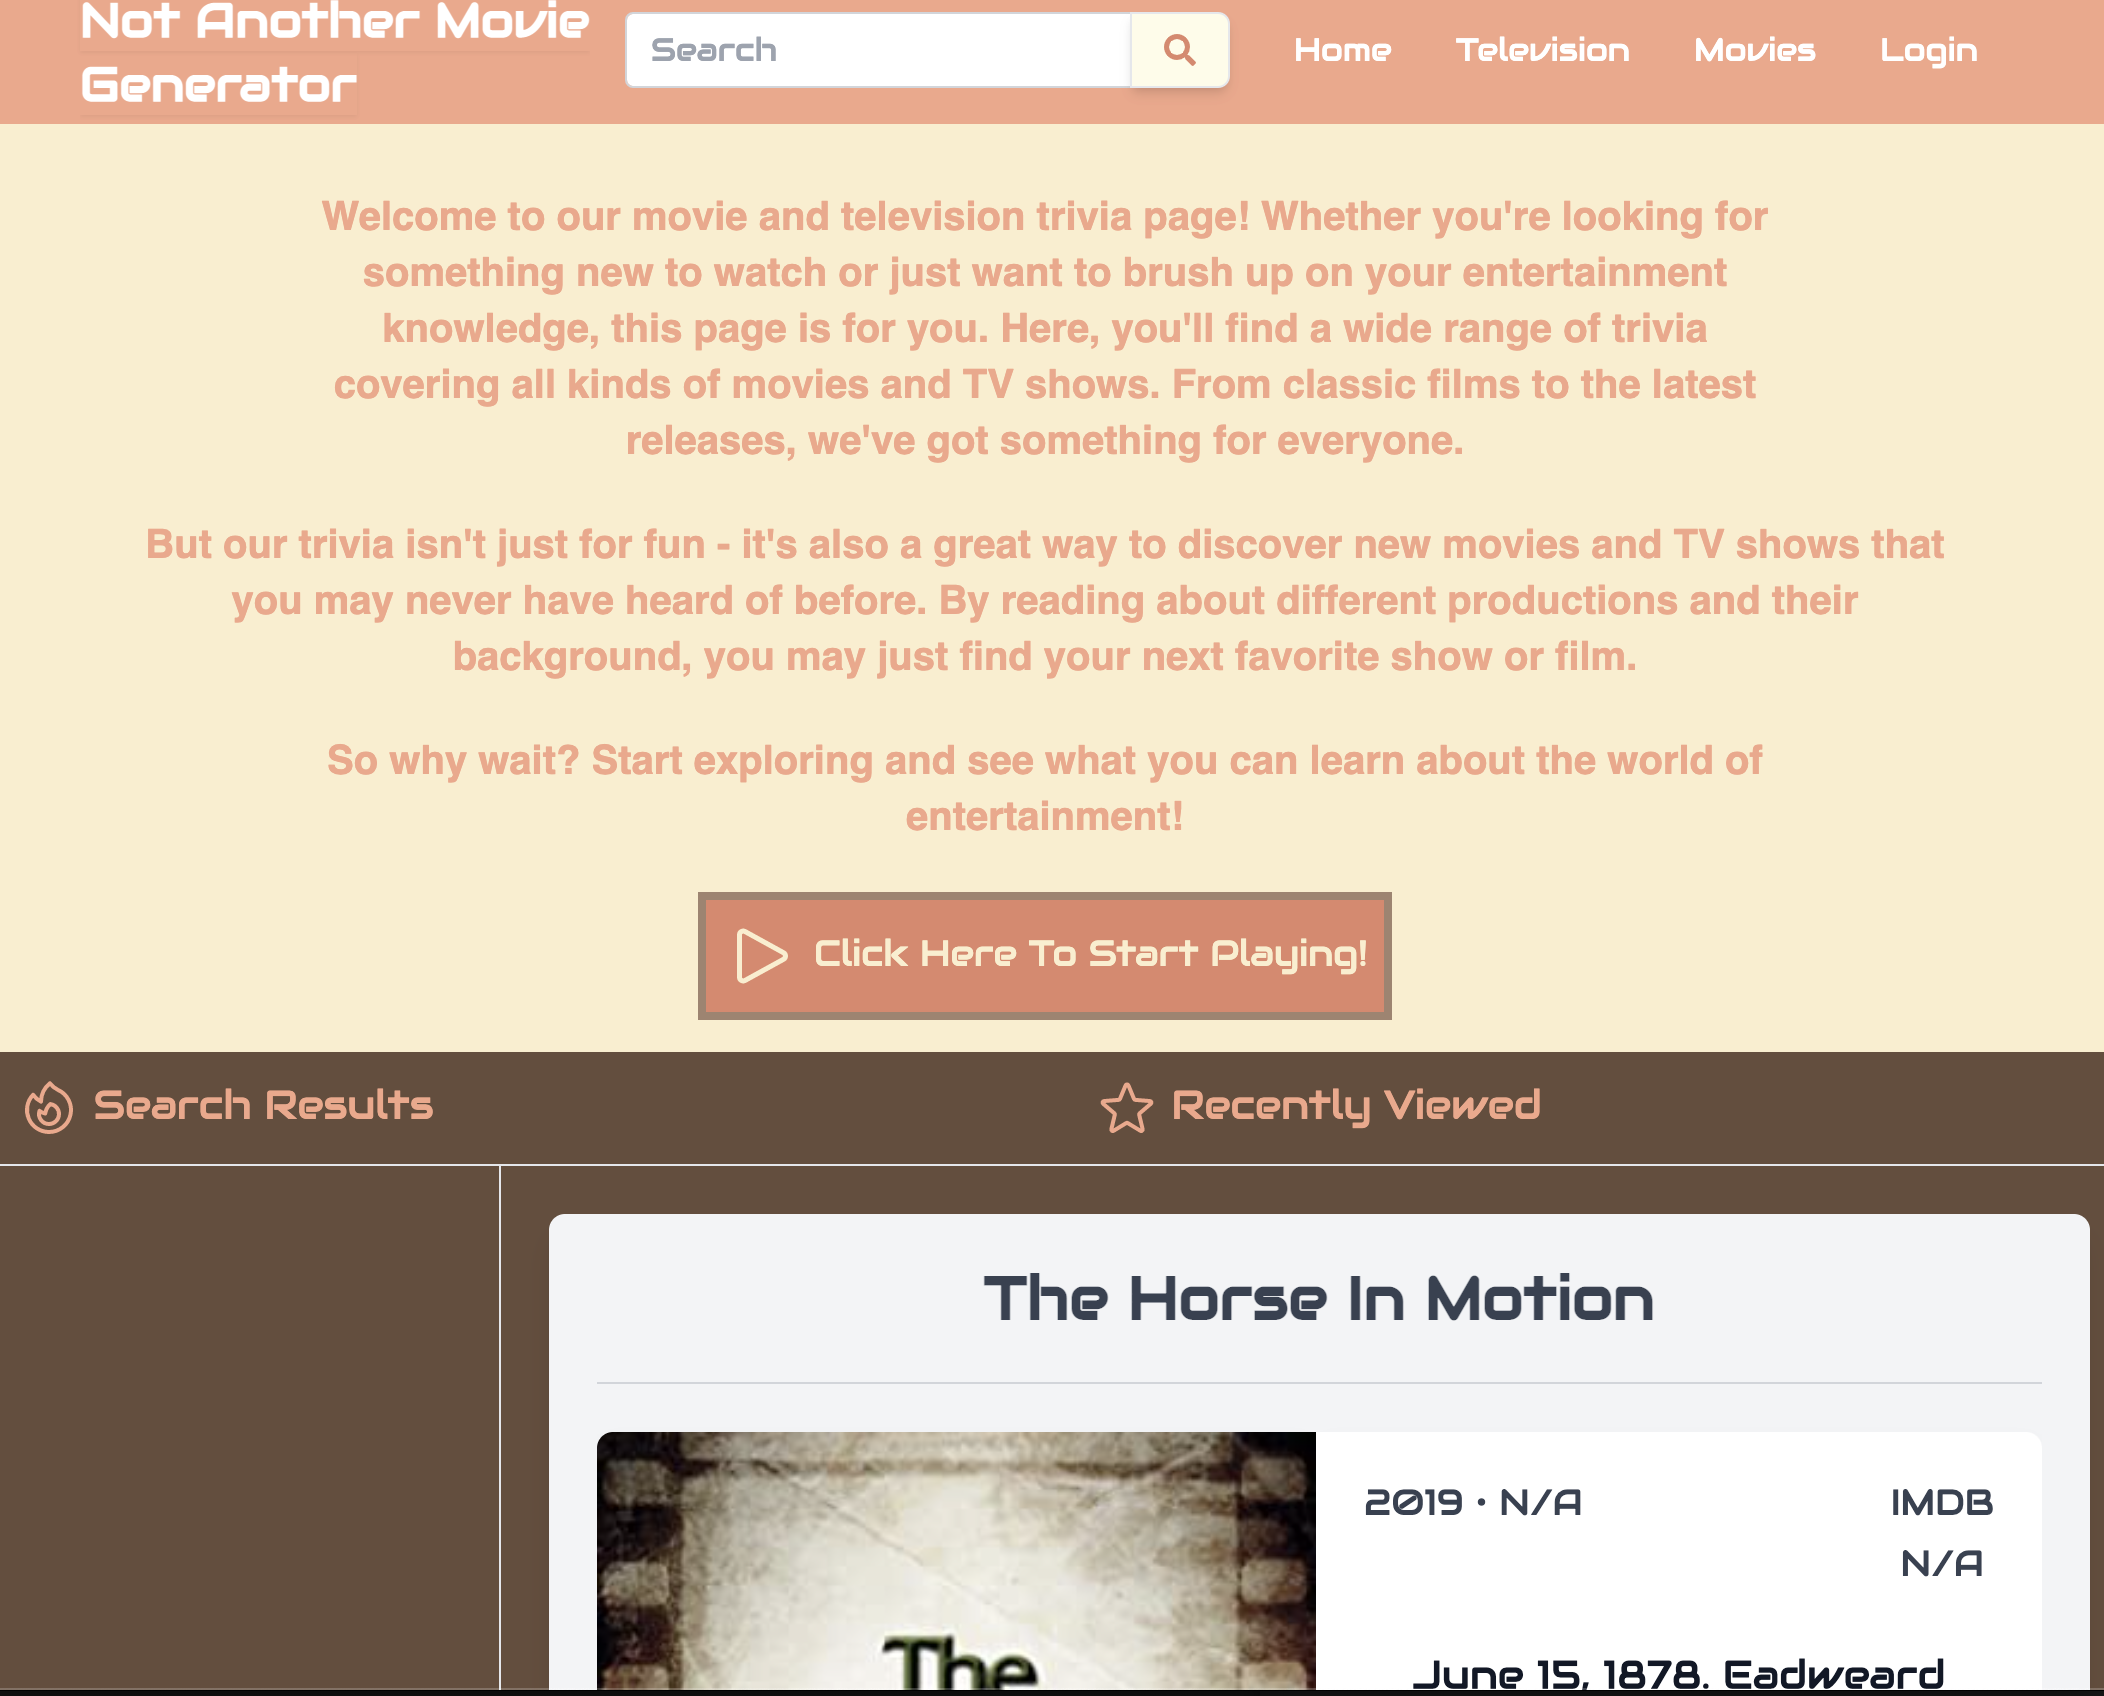 Not Another Movie
Generator
Search
Home
Television
Movies
Login
Welcome to our movie and television trivia page! Whether you're looking for
something new to watch or just want to brush up on your entertainment
knowledge, this page is for you. Here, you'll find a wide range of trivia
covering all kinds of movies and TV shows. From classic films to the latest
releases, we've got something for everyone.
But our trivia isn't just for fun - it's also a great way to discover new movies and TV shows that
you may never have heard of before. By reading about different productions and their
background, you may just find your next favorite show or film.
So why wait? Start exploring and see what you can learn about the world of
entertainment!
Click Here To Start Playing!
Search Results
Recently Viewed
The Horse In Motion
2019 • N/A
IMDB
N/A
The
June 15, 1878. Eadweard